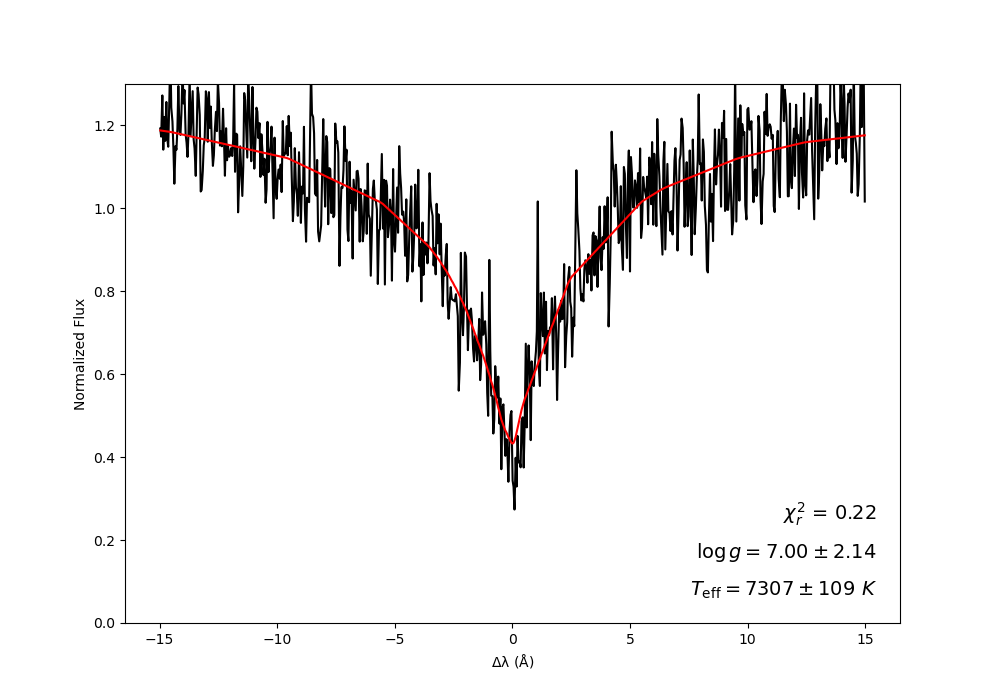 1.2
1.0
0.8
0.6
0.4
0.2
0.0
Normalized Flux
χ²ᵣ = 0.22
log g = 7.00 ± 2.14
T_eff = 7307 ± 109 K
−15 −10 −5 0 5 10 15
Δλ (Å)